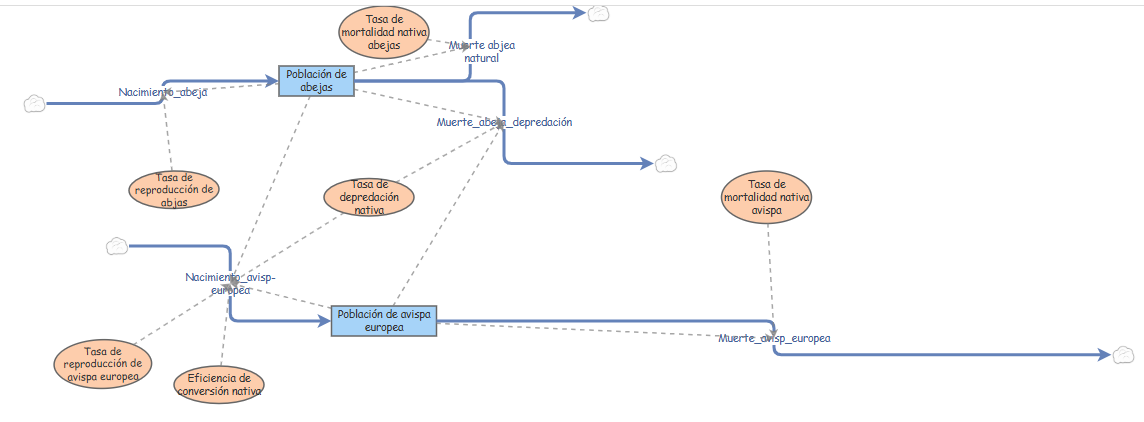 Tasa de
mortalidad nativa
abejas
Muerte abjea
natural
Población de
abejas
Nacimiento_abeja
Muerte_abeja_depredación
Tasa de
reproducción de
abjas
Tasa de
depredación
nativa
Tasa de
mortalidad nativa
avispa
Nacimiento_avisp-
europea
Población de avispa
europea
Muerte_avisp_europea
Tasa de
reproducción de
avispa europea
Eficiencia de
conversión nativa